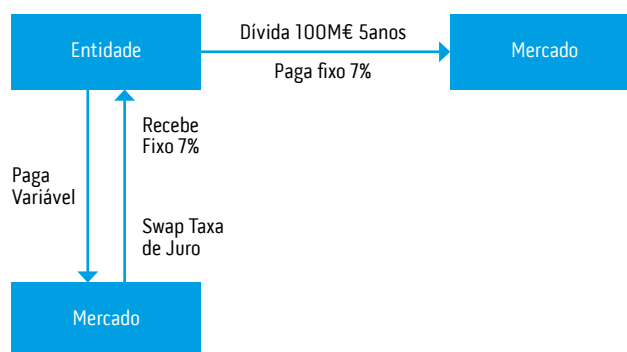 Entidade
Dívida 100M€ 5anos
Paga fixo 7%
Mercado
Recebe
Fixo 7%
Paga
Variável
Swap Taxa
de Juro
Mercado